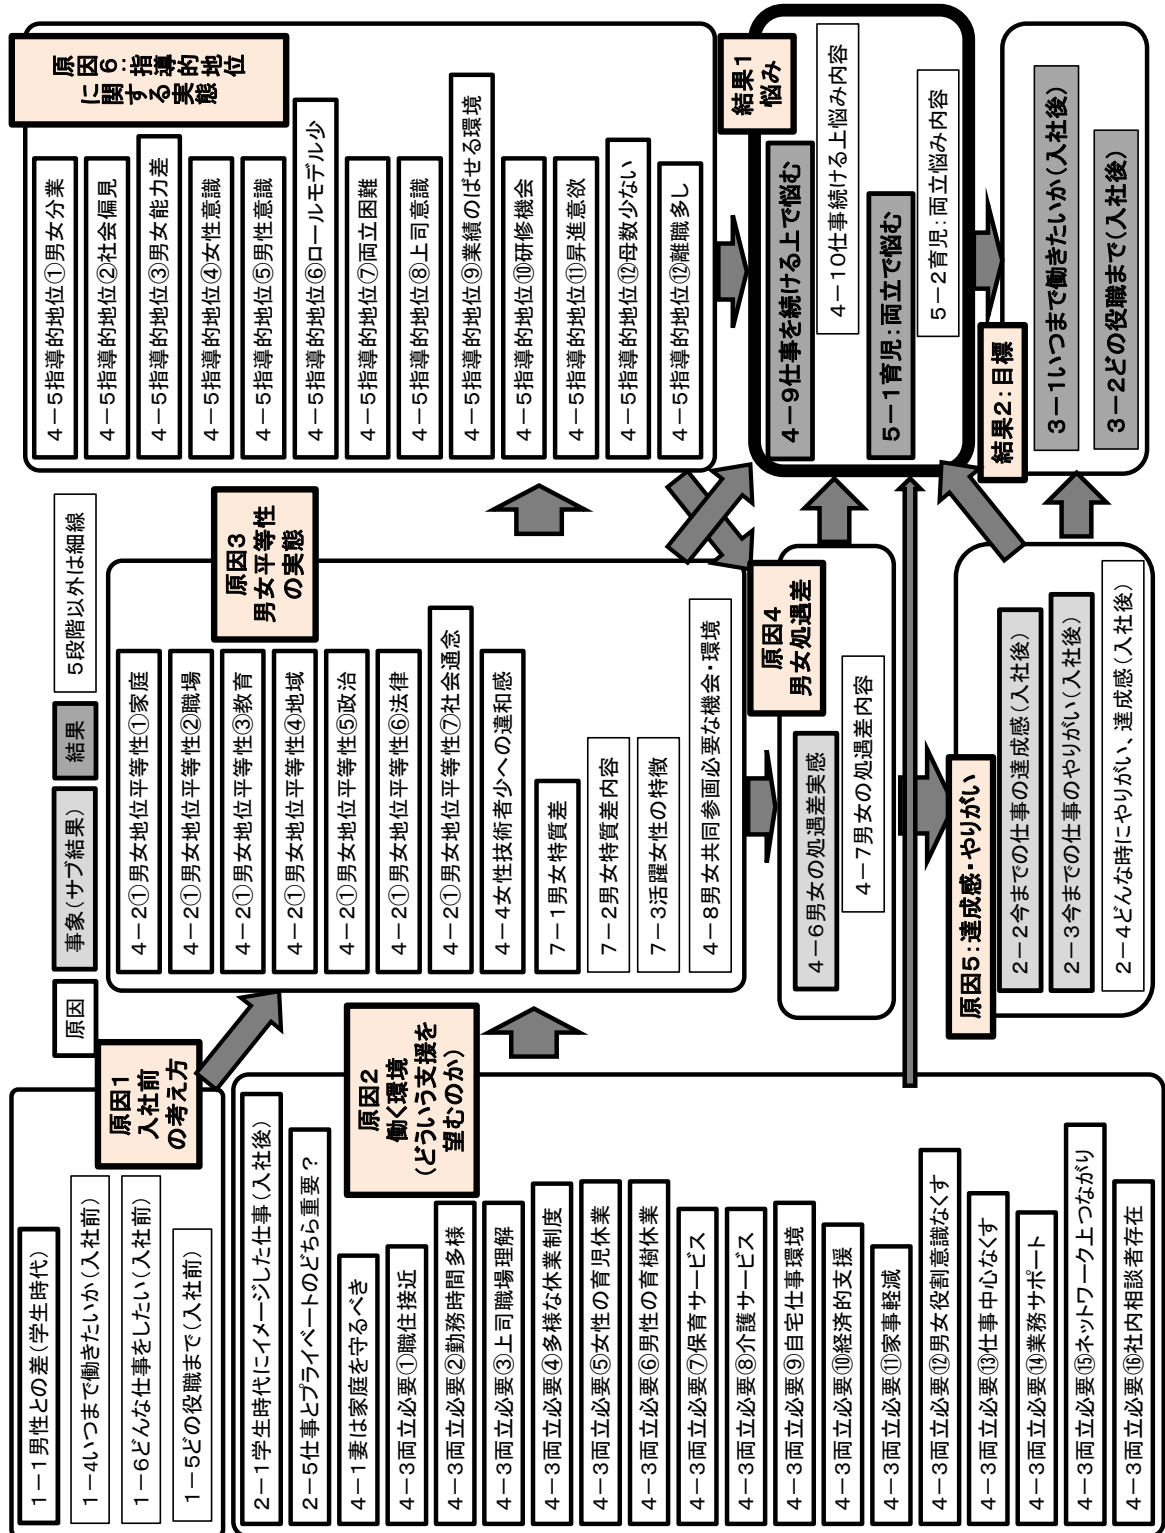 原因
事象(サブ結果)
結果
5段階以外は細線
原因1
入社前
の考え方
1－1男性との差(学生時代)
1－4いつまで働きたいか(入社前)
1－6どんな仕事をしたい(入社前)
1－5どの役職まで(入社前)
原因2
働く環境
(どういう支援を
望むのか)
2－1学生時代にイメージした仕事(入社後)
2－5仕事とプライベートのどちら重要？
4－1妻は家庭を守るべき
4－3両立必要①職住接近
4－3両立必要②勤務時間多様
4－3両立必要③上司職場理解
4－3両立必要④多様な休業制度
4－3両立必要⑤女性の育児休業
4－3両立必要⑥男性の育樹休業
4－3両立必要⑦保育サービス
4－3両立必要⑧介護サービス
4－3両立必要⑨自宅仕事環境
4－3両立必要⑩経済的支援
4－3両立必要⑪家事軽減
4－3両立必要⑫男女役割意識なくす
4－3両立必要⑬仕事中心なくす
4－3両立必要⑭業務サポート
4－3両立必要⑮ネットワーク上つながり
4－3両立必要⑯社内相談者存在
原因3
男女平等性
の実態
4－2①男女地位平等性①家庭
4－2①男女地位平等性②職場
4－2①男女地位平等性③教育
4－2①男女地位平等性④地域
4－2①男女地位平等性⑤政治
4－2①男女地位平等性⑥法律
4－2①男女地位平等性⑦社会通念
4－4女性技術者少への違和感
7－1男女特質差
7－2男女特質差内容
7－3活躍女性の特徴
4－8男女共同参画必要な機会・環境
原因4
男女処遇差
4－6男女の処遇差実感
4－7男女の処遇差内容
原因5：達成感・やりがい
2－2今までの仕事の達成感(入社後)
2－3今までの仕事のやりがい(入社後)
2－4どんな時にやりがい、達成感(入社後)
原因6：指導的地位
に関する実態
4－5指導的地位①男女分業
4－5指導的地位②社会偏見
4－5指導的地位③男女能力差
4－5指導的地位④女性意識
4－5指導的地位⑤男性意識
4－5指導的地位⑥ロールモデル少
4－5指導的地位⑦両立困難
4－5指導的地位⑧上司意識
4－5指導的地位⑨業績のばせる環境
4－5指導的地位⑩研修機会
4－5指導的地位⑪昇進意欲
4－5指導的地位⑫母数少ない
4－5指導的地位⑫離職多し
結果1
悩み
4－9仕事を続ける上で悩む
4－10仕事続ける上悩み内容
5－1育児：両立で悩む
5－2育児：両立悩み内容
結果2：目標
3－1いつまで働きたいか(入社後)
3－2どの役職まで(入社後)